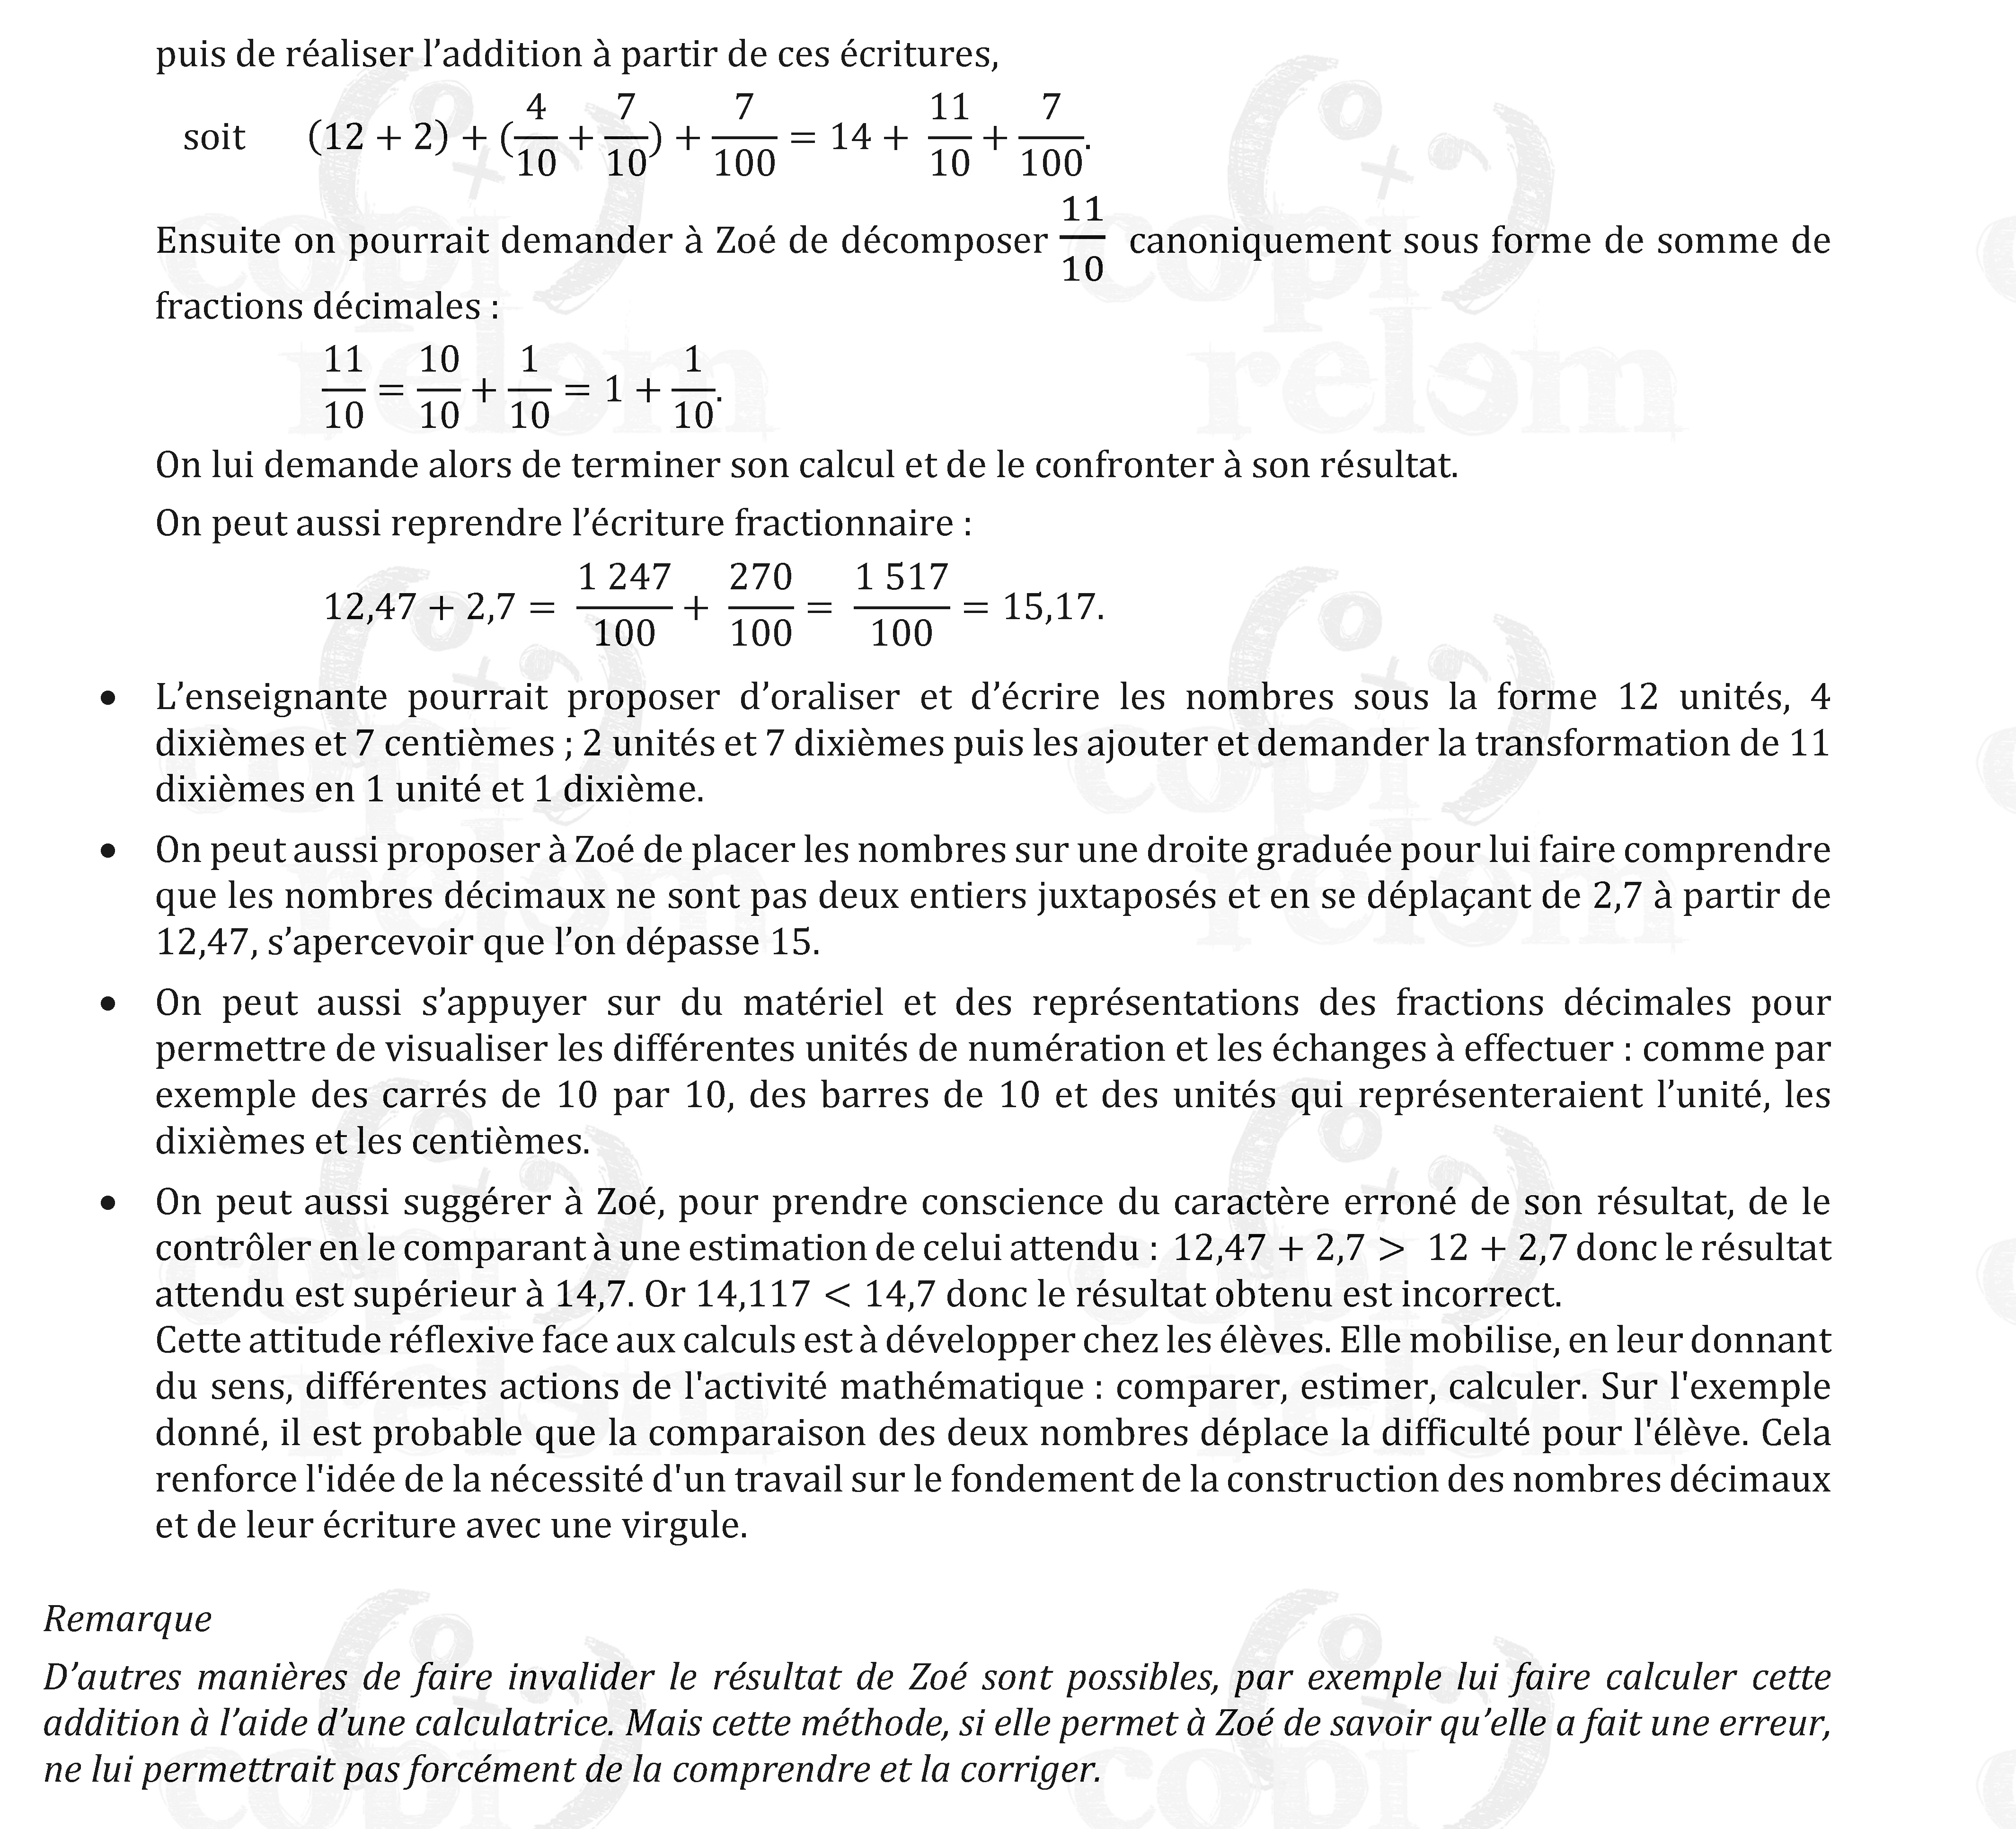 puis de réaliser l’addition à partir de ces écritures,
soit (12 + 2) + (4/10 + 7/10) + 7/100 = 14 + 11/10 + 7/100.
Ensuite on pourrait demander à Zoé de décomposer 11/10 canoniquement sous forme de somme de
fractions décimales :
11/10 = 10/10 + 1/10 = 1 + 1/10.
On lui demande alors de terminer son calcul et de le confronter à son résultat.
On peut aussi reprendre l’écriture fractionnaire :
12,47 + 2,7 = 1 247/100 + 270/100 = 1 517/100 = 15,17.
• L’enseignante pourrait proposer d’oraliser et d’écrire les nombres sous la forme 12 unités, 4
dixièmes et 7 centièmes ; 2 unités et 7 dixièmes puis les ajouter et demander la transformation de 11
dixièmes en 1 unité et 1 dixième.
• On peut aussi proposer à Zoé de placer les nombres sur une droite graduée pour lui faire comprendre
que les nombres décimaux ne sont pas deux entiers juxtaposés et en se déplaçant de 2,7 à partir de
12,47, s’apercevoir que l’on dépasse 15.
• On peut aussi s’appuyer sur du matériel et des représentations des fractions décimales pour
permettre de visualiser les différentes unités de numération et les échanges à effectuer : comme par
exemple des carrés de 10 par 10, des barres de 10 et des unités qui représenteraient l’unité, les
dixièmes et les centièmes.
• On peut aussi suggérer à Zoé, pour prendre conscience du caractère erroné de son résultat, de le
contrôler en le comparant à une estimation de celui attendu : 12,47 + 2,7 > 12 + 2,7 donc le résultat
attendu est supérieur à 14,7. Or 14,117 < 14,7 donc le résultat obtenu est incorrect.
Cette attitude réflexive face aux calculs est à développer chez les élèves. Elle mobilise, en leur donnant
du sens, différentes actions de l'activité mathématique : comparer, estimer, calculer. Sur l'exemple
donné, il est probable que la comparaison des deux nombres déplace la difficulté pour l'élève. Cela
renforce l'idée de la nécessité d'un travail sur le fondement de la construction des nombres décimaux
et de leur écriture avec une virgule.
Remarque
D’autres manières de faire invalider le résultat de Zoé sont possibles, par exemple lui faire calculer cette
addition à l’aide d’une calculatrice. Mais cette méthode, si elle permet à Zoé de savoir qu’elle a fait une erreur,
ne lui permettrait pas forcément de la comprendre et la corriger.
copi
relem